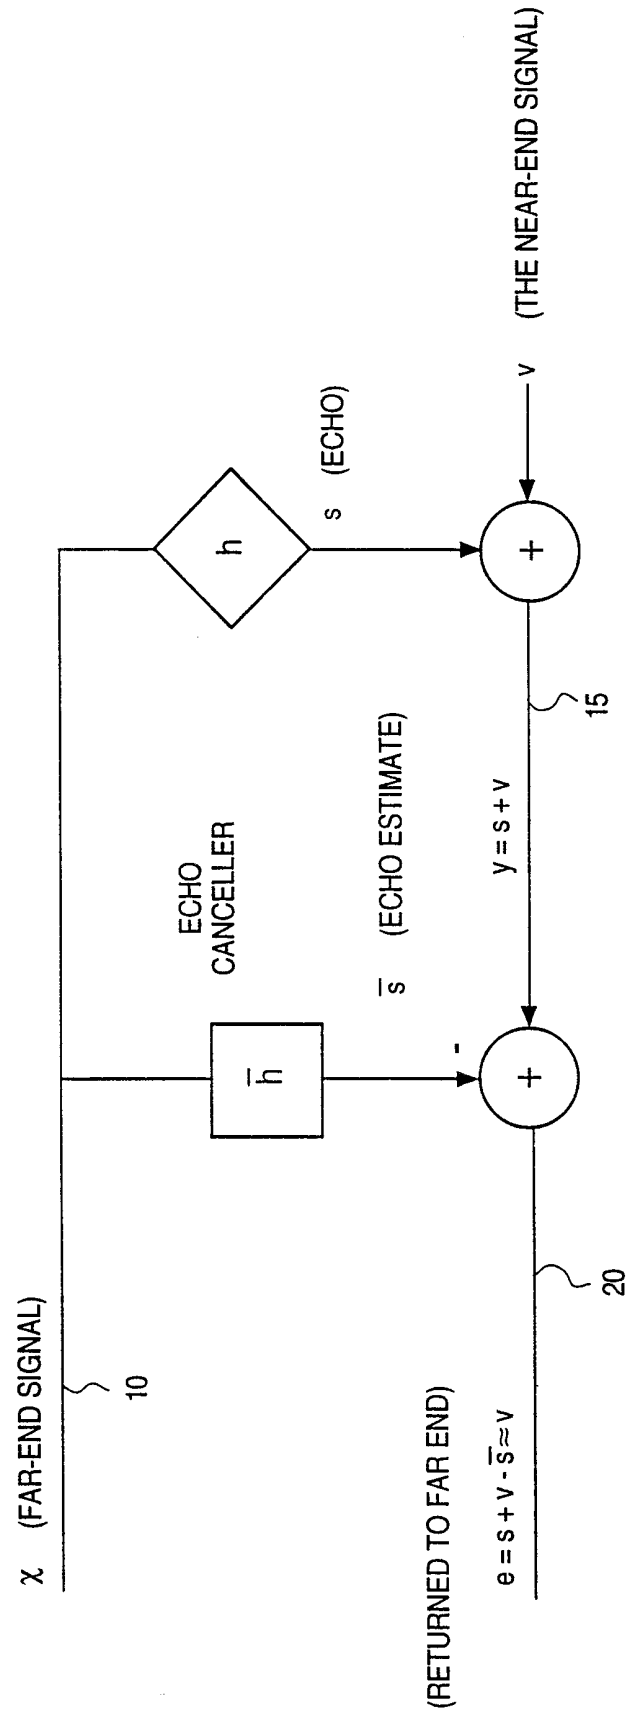 χ (FAR-END SIGNAL)
10
ECHO
CANCELLER
h
h̅
s (ECHO)
s̅ (ECHO ESTIMATE)
-
+
+
y = s + v
v (THE NEAR-END SIGNAL)
15
(RETURNED TO FAR END)
e = s + v - s̅ ≈ v
20